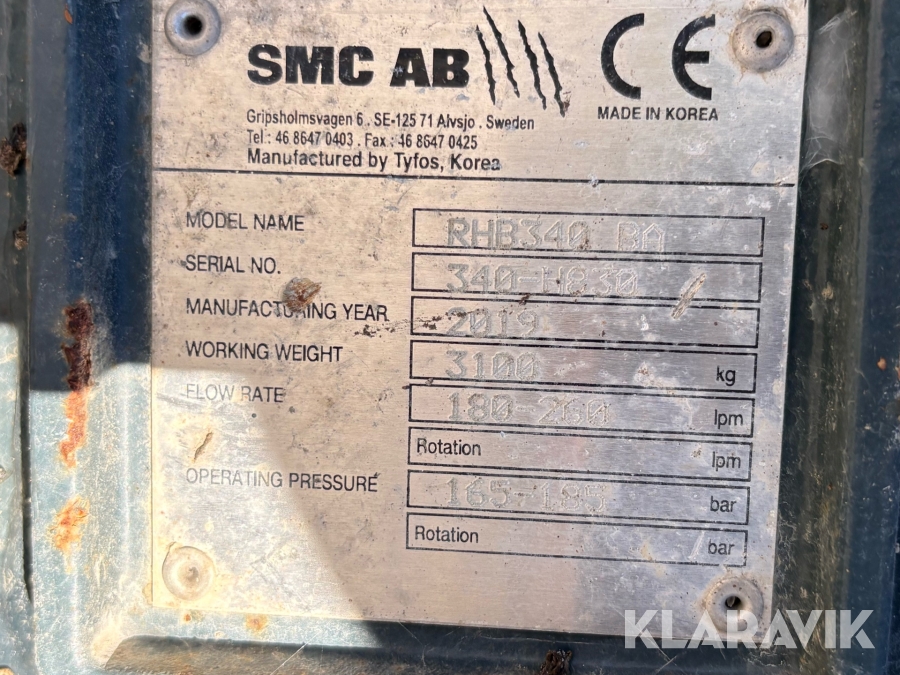 SMC AB
CE
MADE IN KOREA
Gripsholmsvagen 6 . SE-125 71 Alvsjo . Sweden
Tel.: 46 8647 0403 . Fax.: 46 8647 0425
Manufactured by Tyfos, Korea
MODEL NAME RHB340 BA
SERIAL NO. 340-H830
MANUFACTURING YEAR 2019
WORKING WEIGHT 3100 kg
FLOW RATE 180-260 lpm
Rotation lpm
OPERATING PRESSURE 165-185 bar
Rotation bar
KLARAVIK